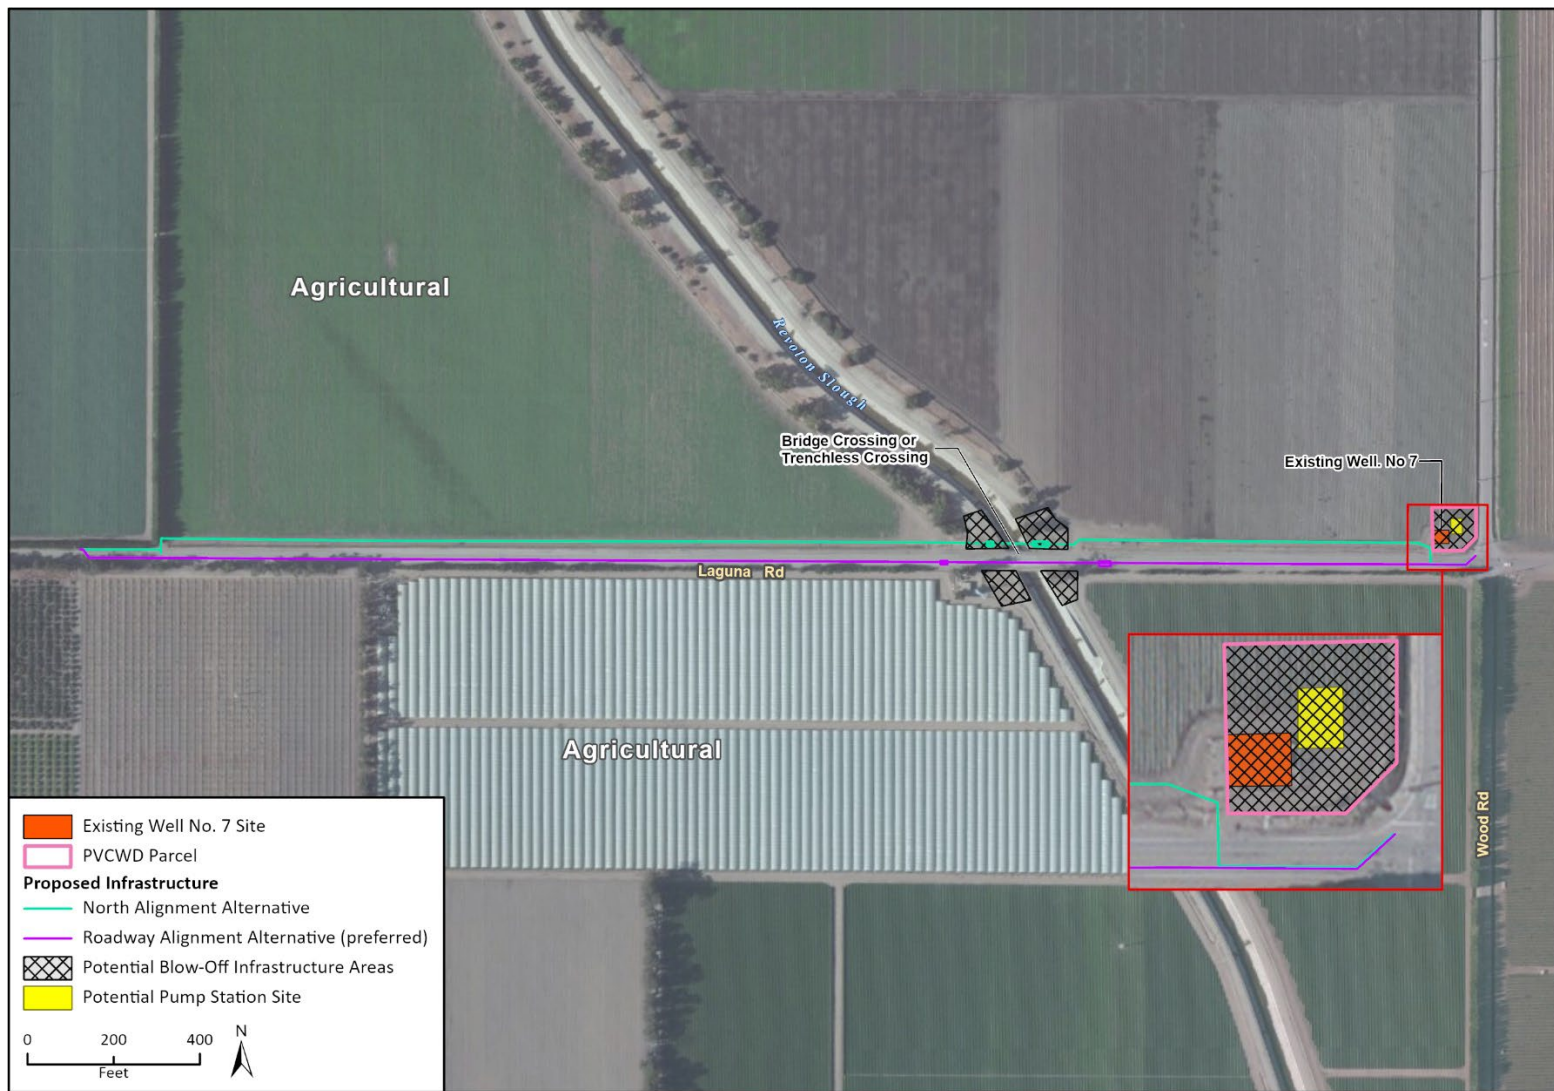 Agricultural
Revolon Slough
Bridge Crossing or
Trenchless Crossing
Existing Well. No 7
Laguna Rd
Agricultural
Wood Rd
Existing Well No. 7 Site
PVCWD Parcel
Proposed Infrastructure
North Alignment Alternative
Roadway Alignment Alternative (preferred)
Potential Blow-Off Infrastructure Areas
Potential Pump Station Site
0 200 400
Feet
N